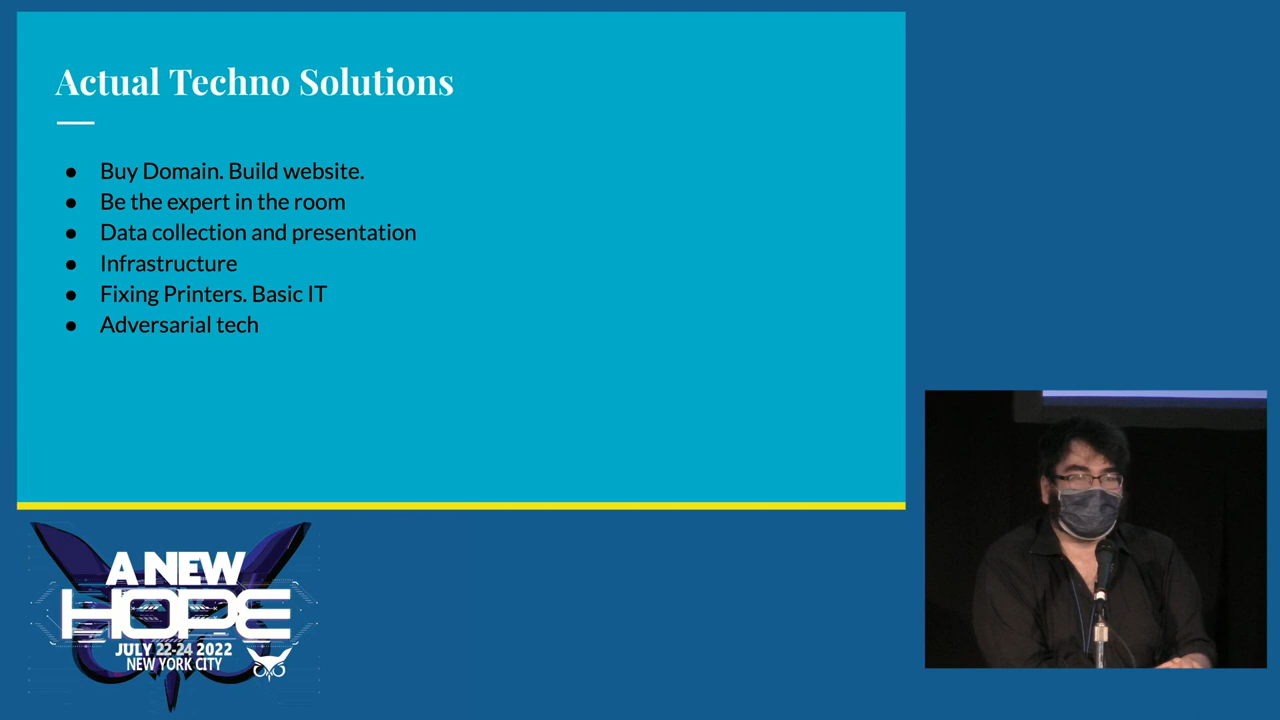 Actual Techno Solutions
● Buy Domain. Build website.
● Be the expert in the room
● Data collection and presentation
● Infrastructure
● Fixing Printers. Basic IT
● Adversarial tech
A NEW
HOPE
JULY 22-24 2022
NEW YORK CITY